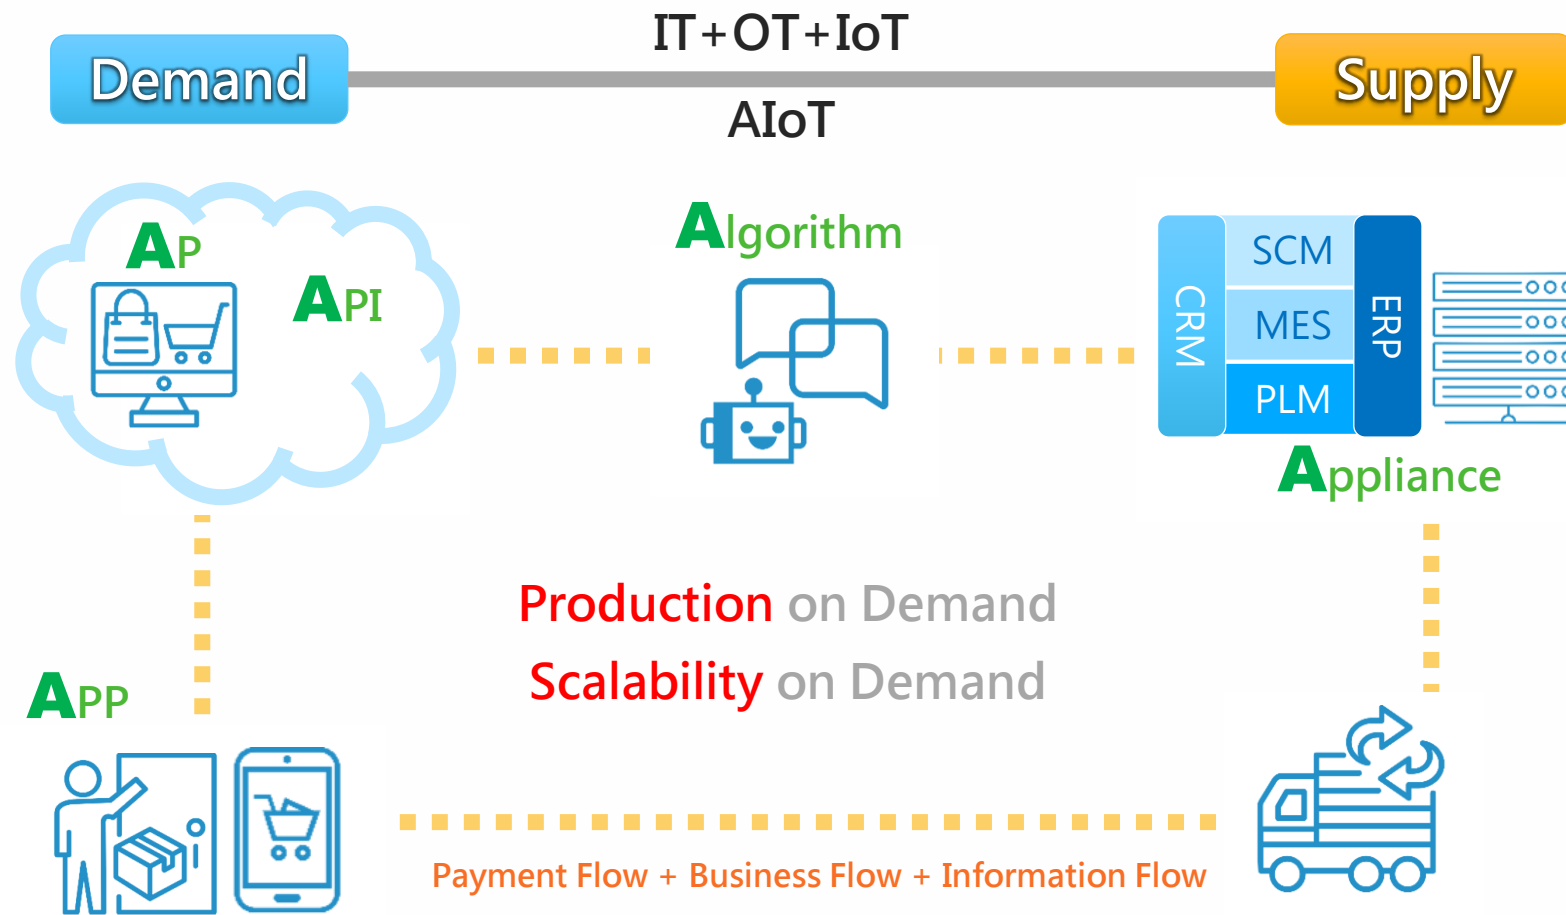 IT+OT+IoT
Demand
Supply
AIoT
AP
API
Algorithm
CRM
SCM
MES
PLM
ERP
Appliance
Production on Demand
Scalability on Demand
APP
Payment Flow + Business Flow + Information Flow